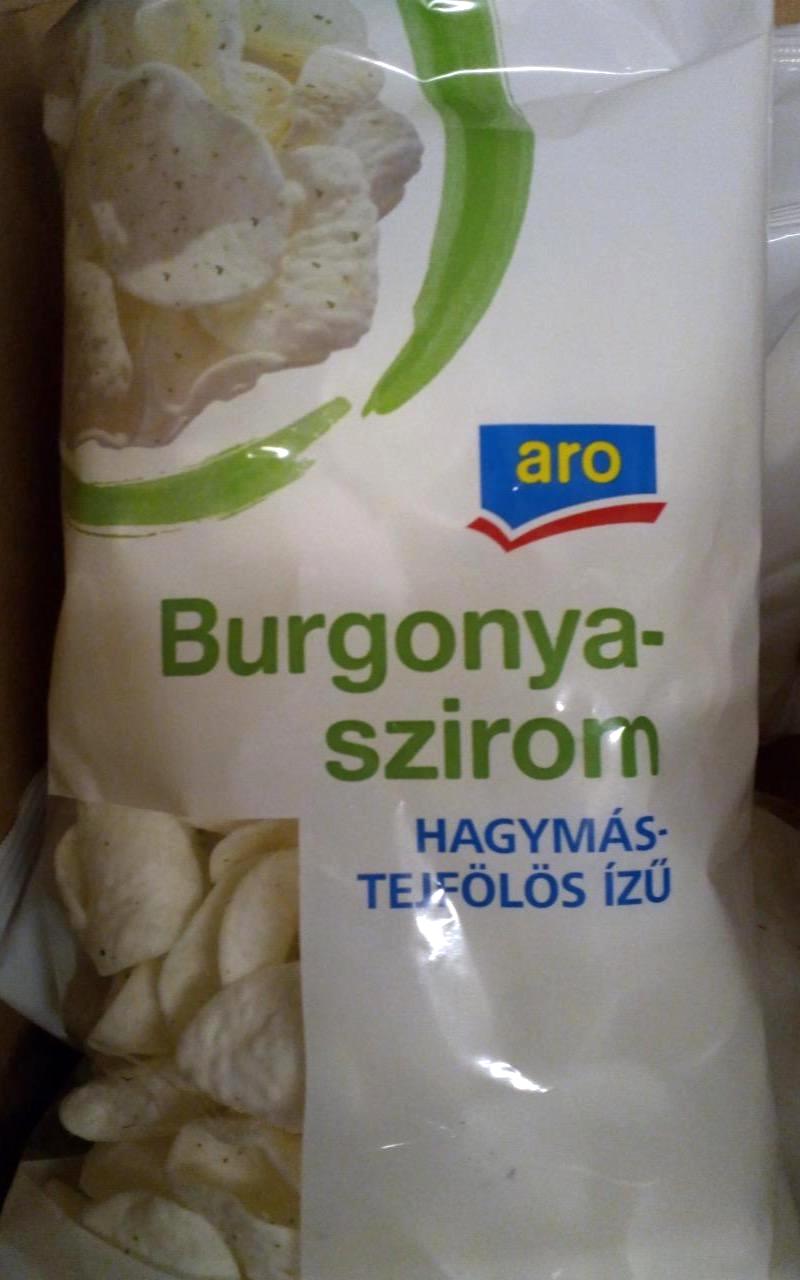 aro
Burgonya-
szirom
HAGYMÁS-
TEJFÖLÖS ÍZŰ